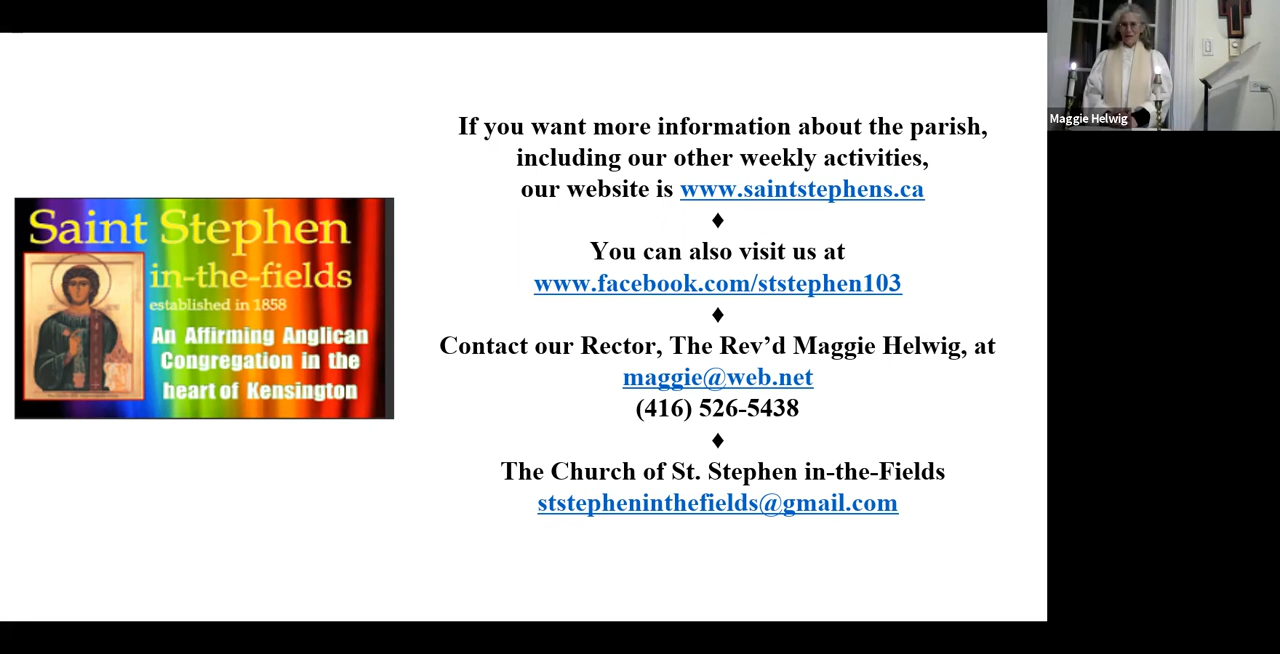 Saint Stephen
in-the-fields
established in 1858
An Affirming Anglican
Congregation in the
heart of Kensington
If you want more information about the parish,
including our other weekly activities,
our website is www.saintstephens.ca
♦
You can also visit us at
www.facebook.com/ststephen103
♦
Contact our Rector, The Rev’d Maggie Helwig, at
maggie@web.net
(416) 526-5438
♦
The Church of St. Stephen in-the-Fields
ststepheninthefields@gmail.com
Maggie Helwig